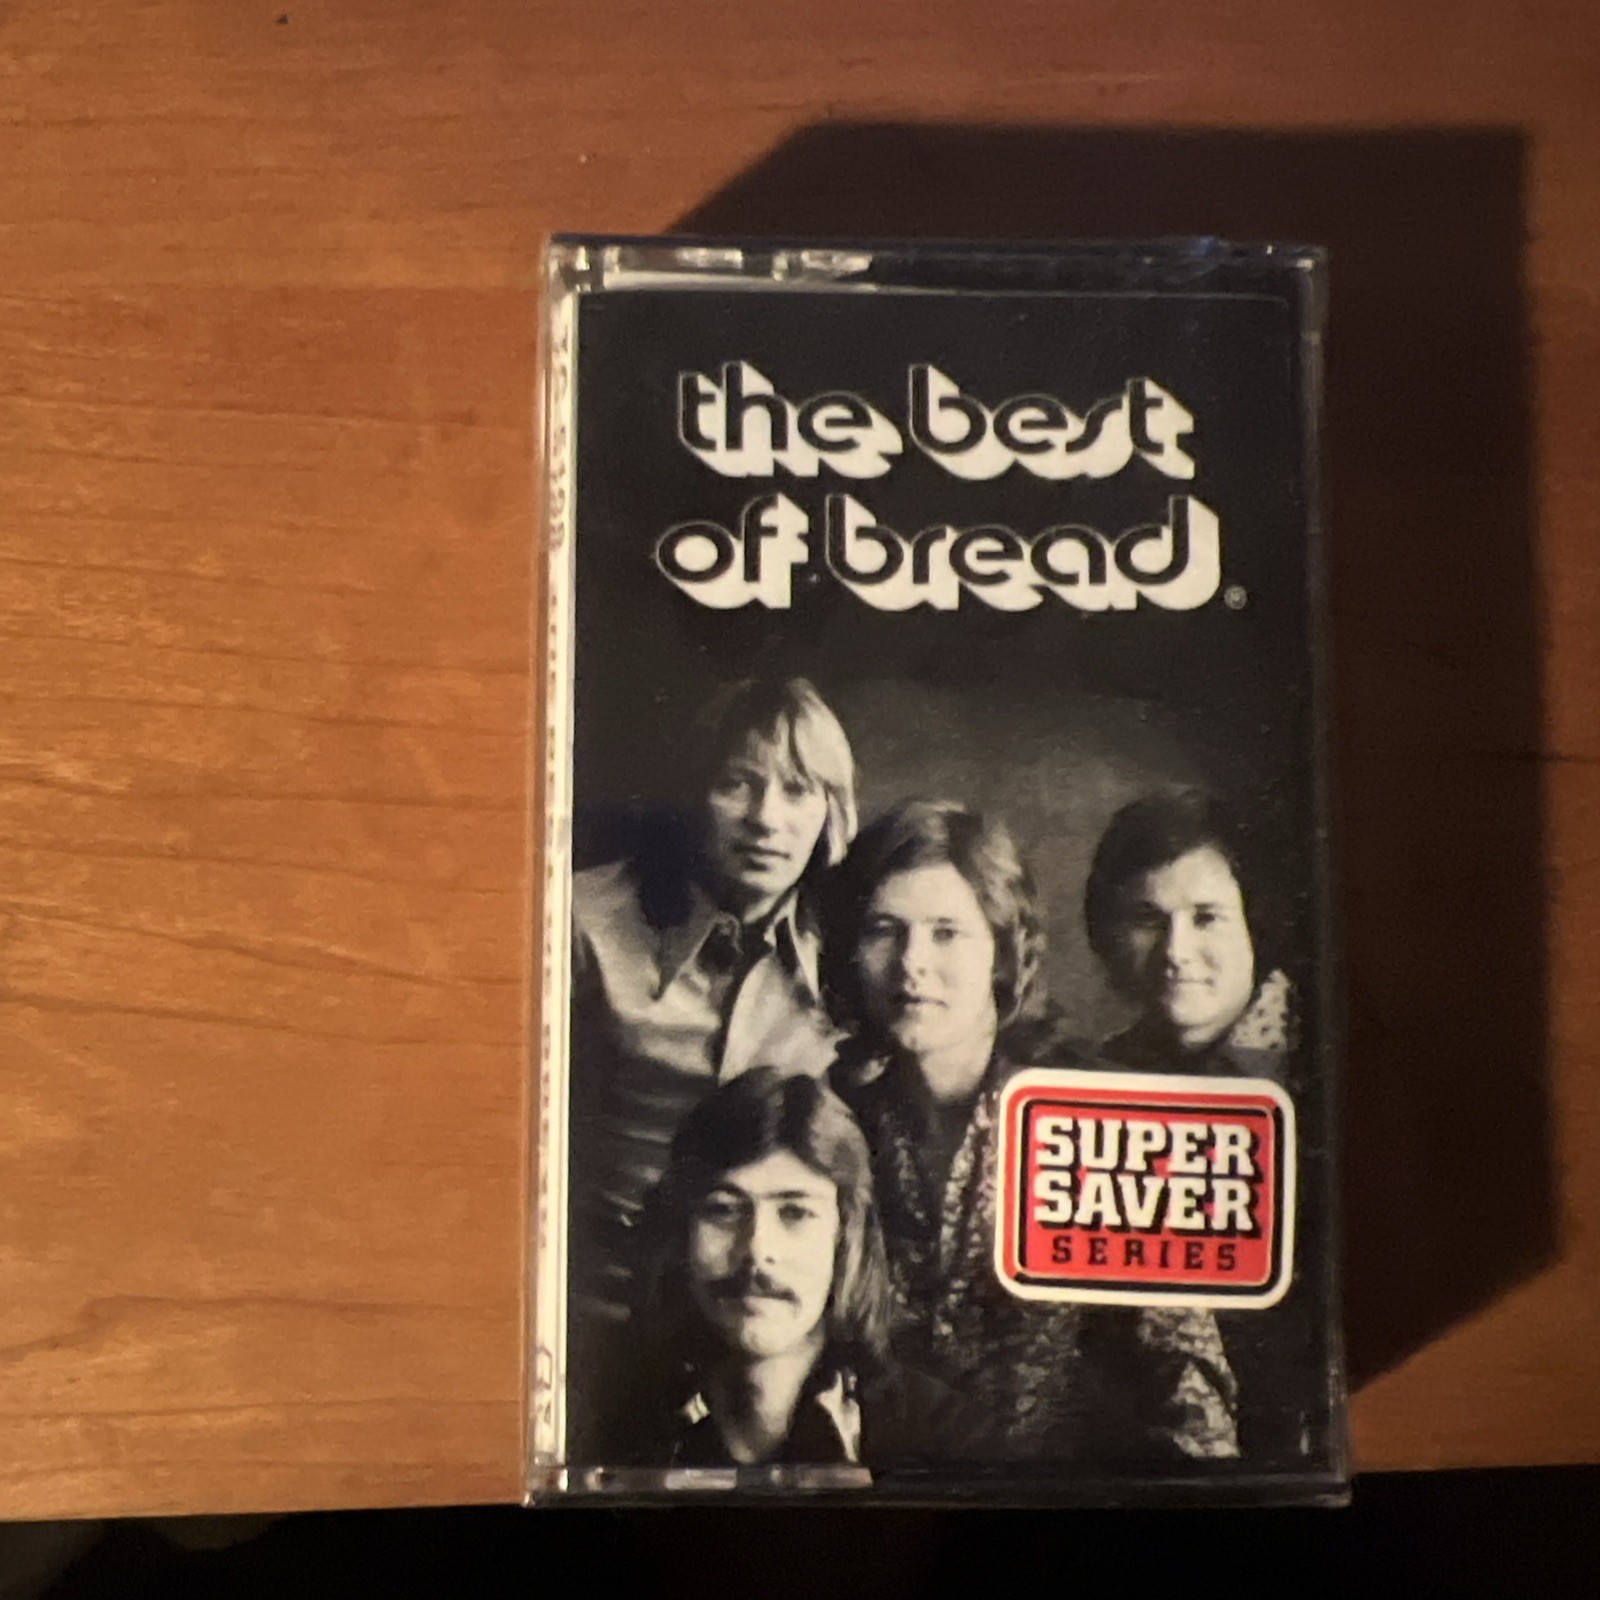 the best
of bread®
SUPER
SAVER
SERIES